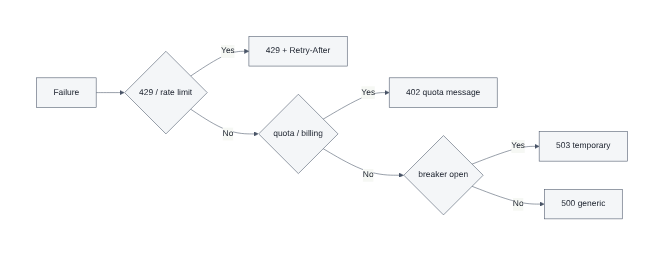 Failure
429 / rate limit
Yes
429 + Retry-After
No
quota / billing
Yes
402 quota message
No
breaker open
Yes
503 temporary
No
500 generic